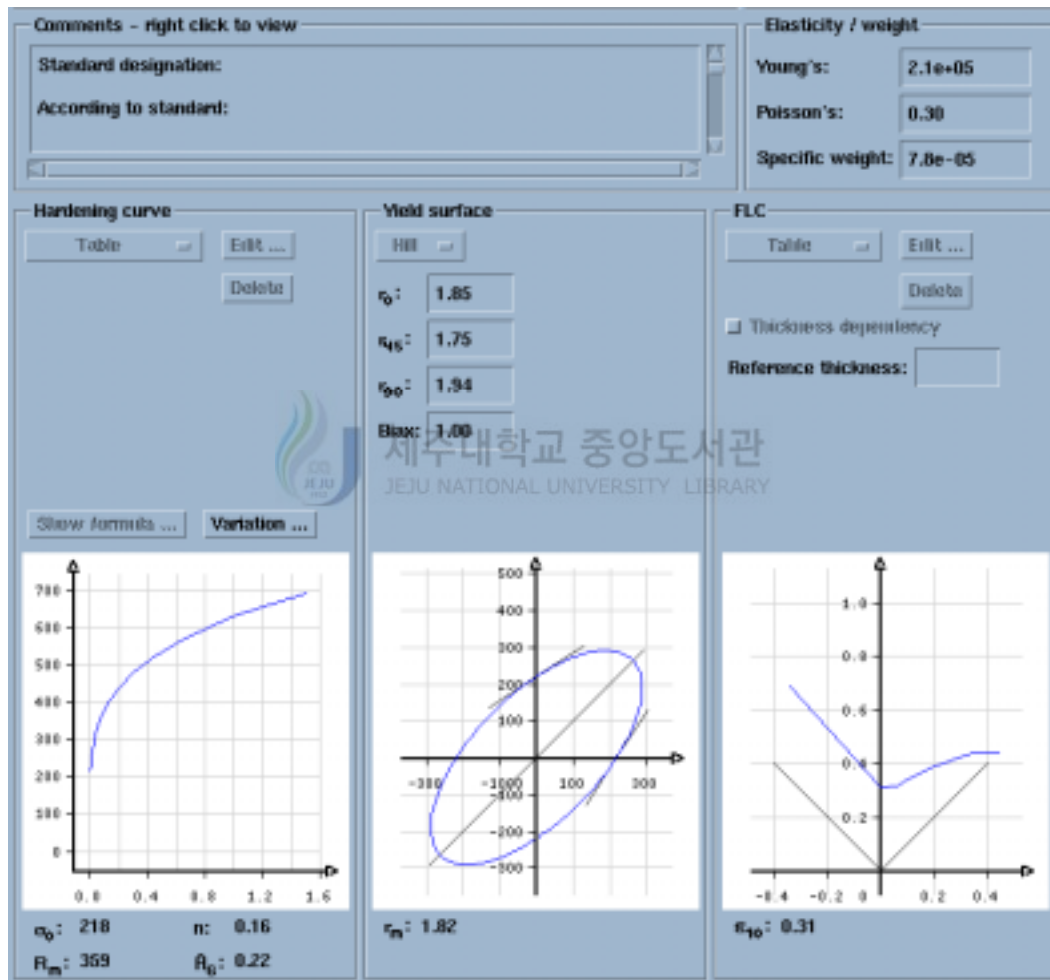 Comments - right click to view
Standard designation:
According to standard:
Elasticity / weight
Young's: 2.1e+05
Poisson's: 0.30
Specific weight: 7.8e-05
Hardening curve
Table Edit ...
Delete
Show formula ... Variation ...
700
600
500
400
300
200
100
0
0.0 0.4 0.8 1.2 1.6
σ0: 218 n: 0.16
Rm: 359 Ag: 0.22
Yield surface
Hill
r0: 1.85
r45: 1.75
r90: 1.94
Biax: 1.00
500
400
300
200
100
-300 -100 0 100 300
-100
-200
-300
rm: 1.82
FLC
Table Edit ...
Delete
Thickness dependency
Reference thickness:
1.0
0.8
0.6
0.4
0.2
-0.4 -0.2 0 0.2 0.4
ε10: 0.31
제주대학교 중앙도서관
JEJU NATIONAL UNIVERSITY LIBRARY
JEJU